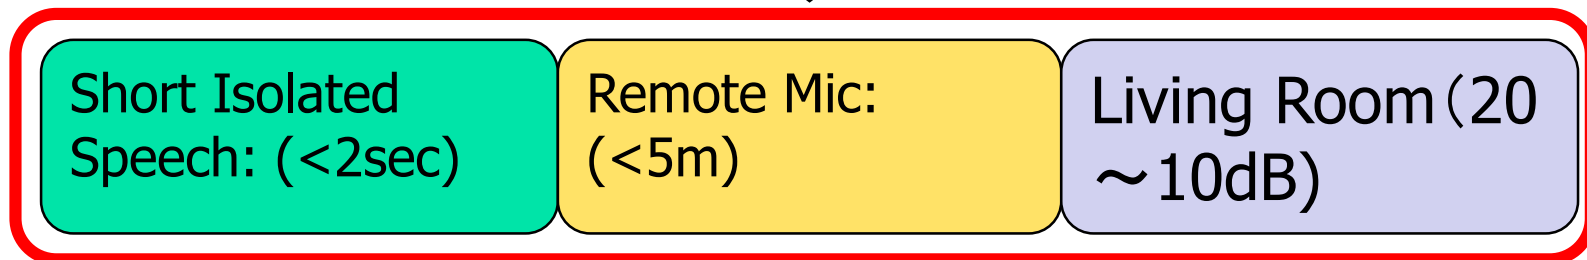 Short Isolated
Speech: (<2sec)
Remote Mic:
(<5m)
Living Room（20
～10dB)